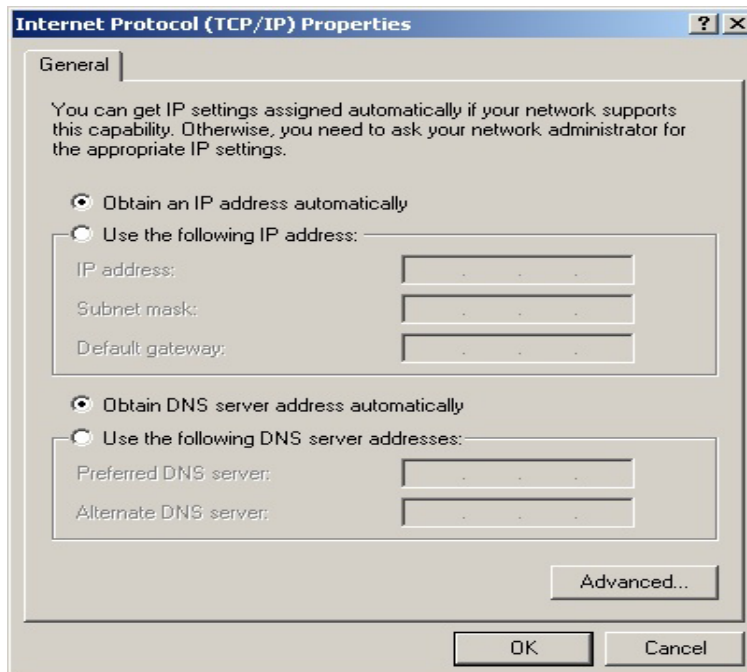 Internet Protocol (TCP/IP) Properties
General
You can get IP settings assigned automatically if your network supports
this capability. Otherwise, you need to ask your network administrator for
the appropriate IP settings.
Obtain an IP address automatically
Use the following IP address:
IP address:
Subnet mask:
Default gateway:
Obtain DNS server address automatically
Use the following DNS server addresses:
Preferred DNS server:
Alternate DNS server:
Advanced...
OK Cancel